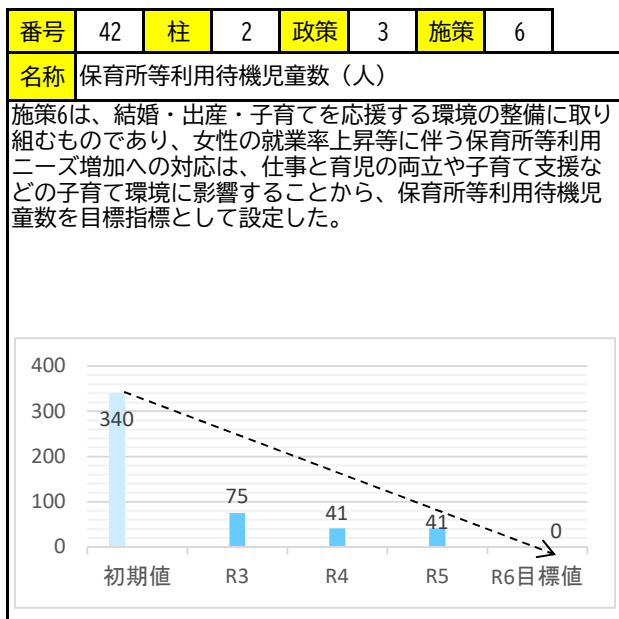 番号 42 柱 2 政策 3 施策 6
名称 保育所等利用待機児童数（人）
施策6は、結婚・出産・子育てを応援する環境の整備に取り
組むものであり、女性の就業率上昇等に伴う保育所等利用
ニーズ増加への対応は、仕事と育児の両立や子育て支援な
どの子育て環境に影響することから、保育所等利用待機児
童数を目標指標として設定した。
400
300
200
100
0
340
75
41
41
0
初期値 R3 R4 R5 R6目標値